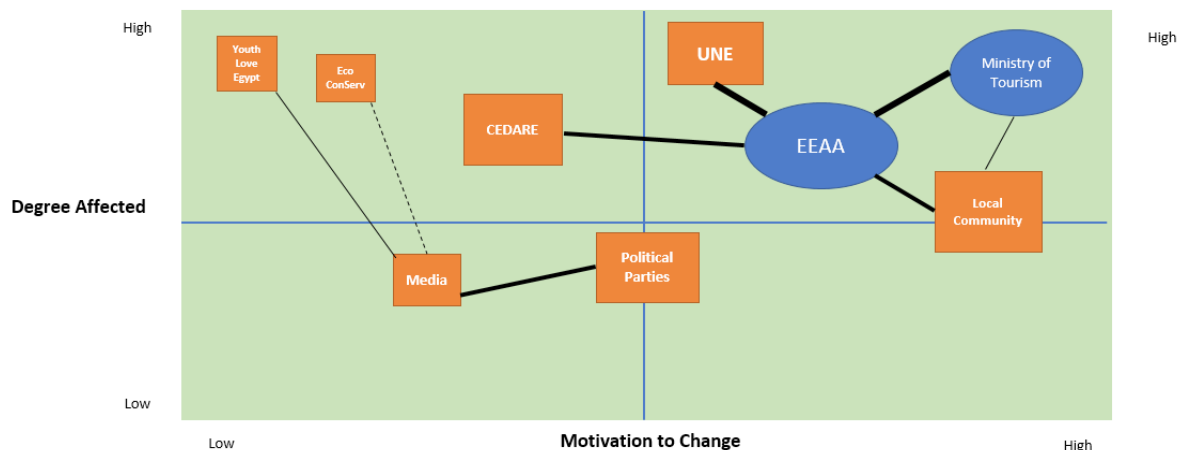 High
High
Youth
Love
Egypt
Eco
ConServ
UNE
Ministry of
Tourism
CEDARE
EEAA
Degree Affected
Local
Community
Media
Political
Parties
Low
Low
Motivation to Change
High